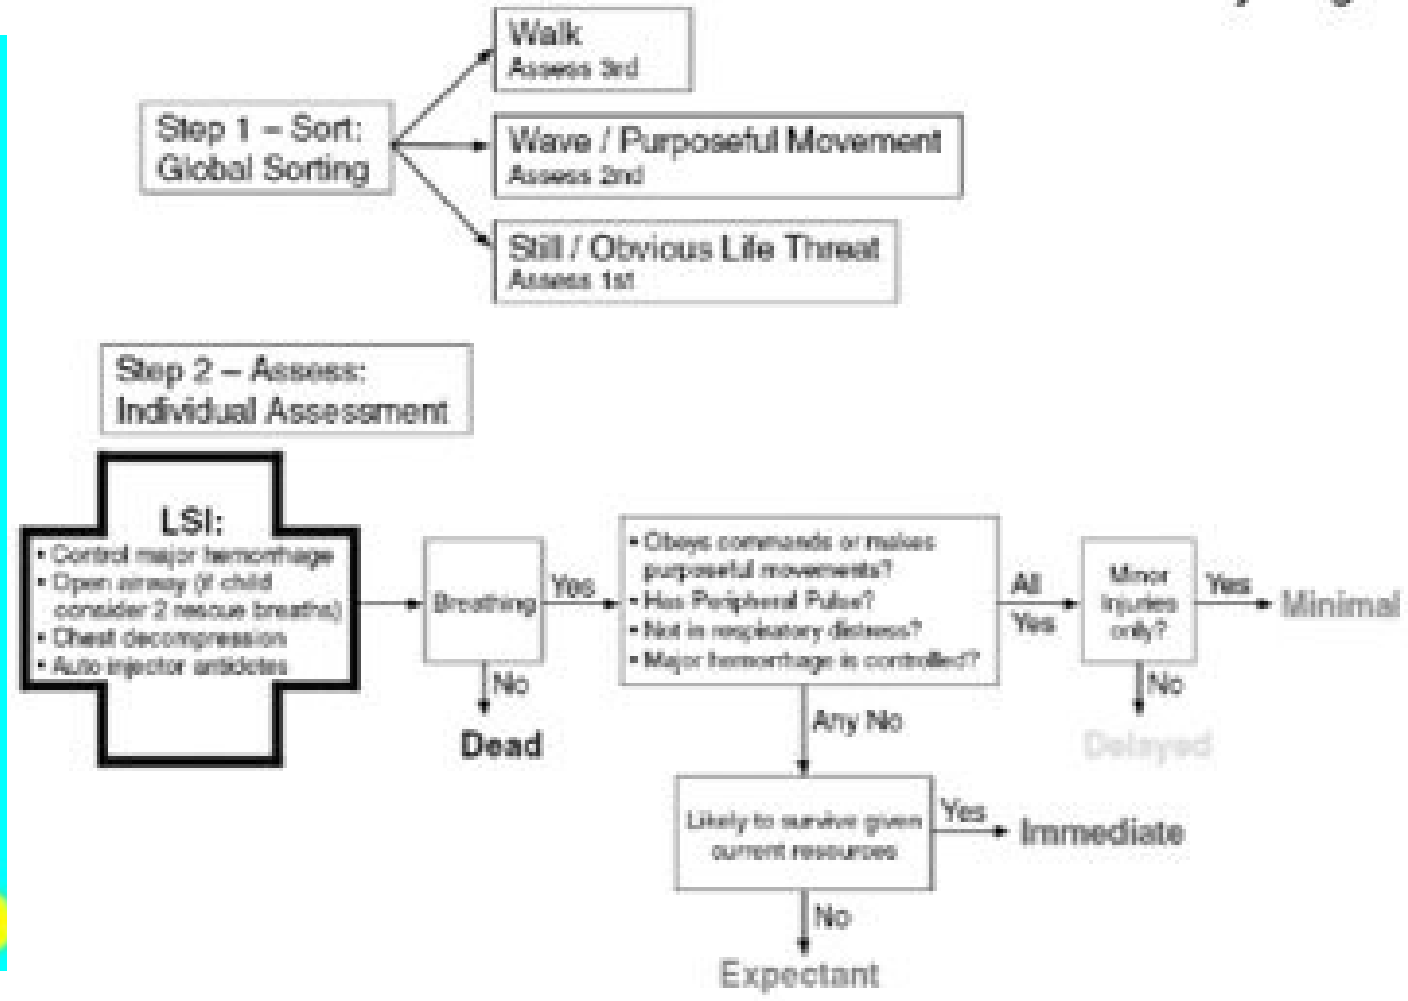 Step 1 – Sort:
Global Sorting
Walk
Assess 3rd
Wave / Purposeful Movement
Assess 2nd
Still / Obvious Life Threat
Assess 1st
Step 2 – Assess:
Individual Assessment
LSI:
• Control major hemorrhage
• Open airway (if child
consider 2 rescue breaths)
• Chest decompression
• Auto injector antidotes
Breathing
Yes
No
Dead
• Obeys commands or makes
purposeful movements?
• Has Peripheral Pulse?
• Not in respiratory distress?
• Major hemorrhage is controlled?
All
Yes
Minor
Injuries
only?
Yes
Minimal
No
Delayed
Any No
Likely to survive given
current resources
Yes
Immediate
No
Expectant